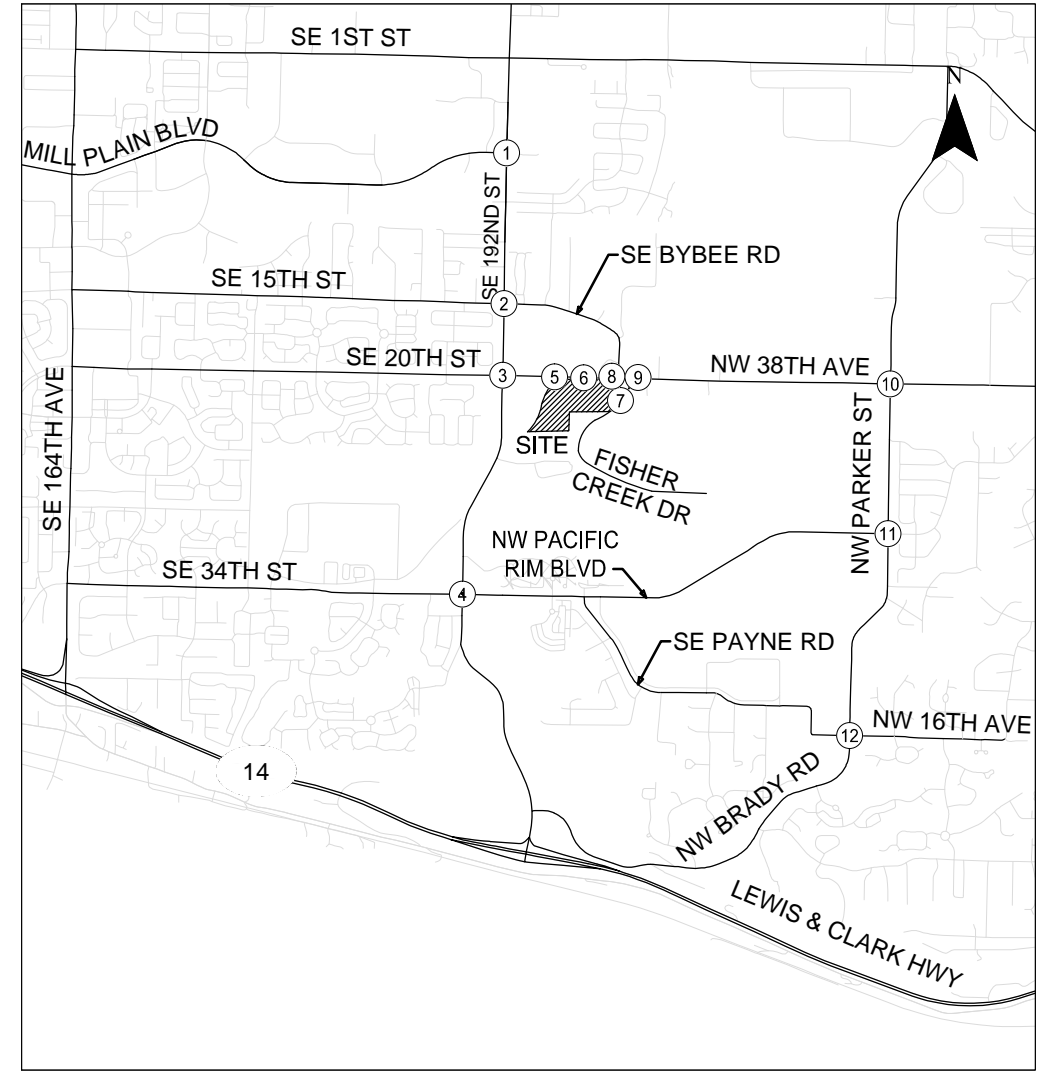 SE 1ST ST
N
MILL PLAIN BLVD
1
SE 192ND ST
SE BYBEE RD
SE 15TH ST
2
SE 20TH ST
3
5
6
8
9
NW 38TH AVE
10
7
SE 164TH AVE
SITE
FISHER
CREEK DR
NW PARKER ST
NW PACIFIC
RIM BLVD
11
SE 34TH ST
4
SE PAYNE RD
NW 16TH AVE
12
14
NW BRADY RD
LEWIS & CLARK HWY